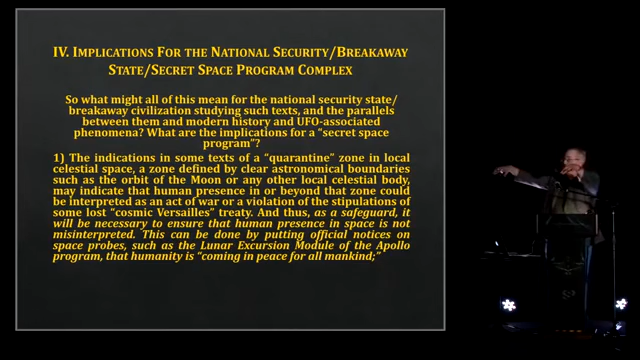 IV. IMPLICATIONS FOR THE NATIONAL SECURITY/BREAKAWAY
STATE/SECRET SPACE PROGRAM COMPLEX
So what might all of this mean for the national security state/
breakaway civilization studying such texts, and the parallels
between them and modern history and UFO-associated
phenomena? What are the implications for a “secret space
program”?
1) The indications in some texts of a “quarantine” zone in local
celestial space, a zone defined by clear astronomical boundaries
such as the orbit of the Moon or any other local celestial body,
may indicate that human presence in or beyond that zone could
be interpreted as an act of war or a violation of the stipulations
of some lost “cosmic Versailles” treaty. And thus, as a safeguard, it
will be necessary to ensure that human presence in space is not
misinterpreted. This can be done by putting official notices on
space probes, such as the Lunar Excursion Module of the Apollo
program, that humanity is “coming in peace for all mankind;”